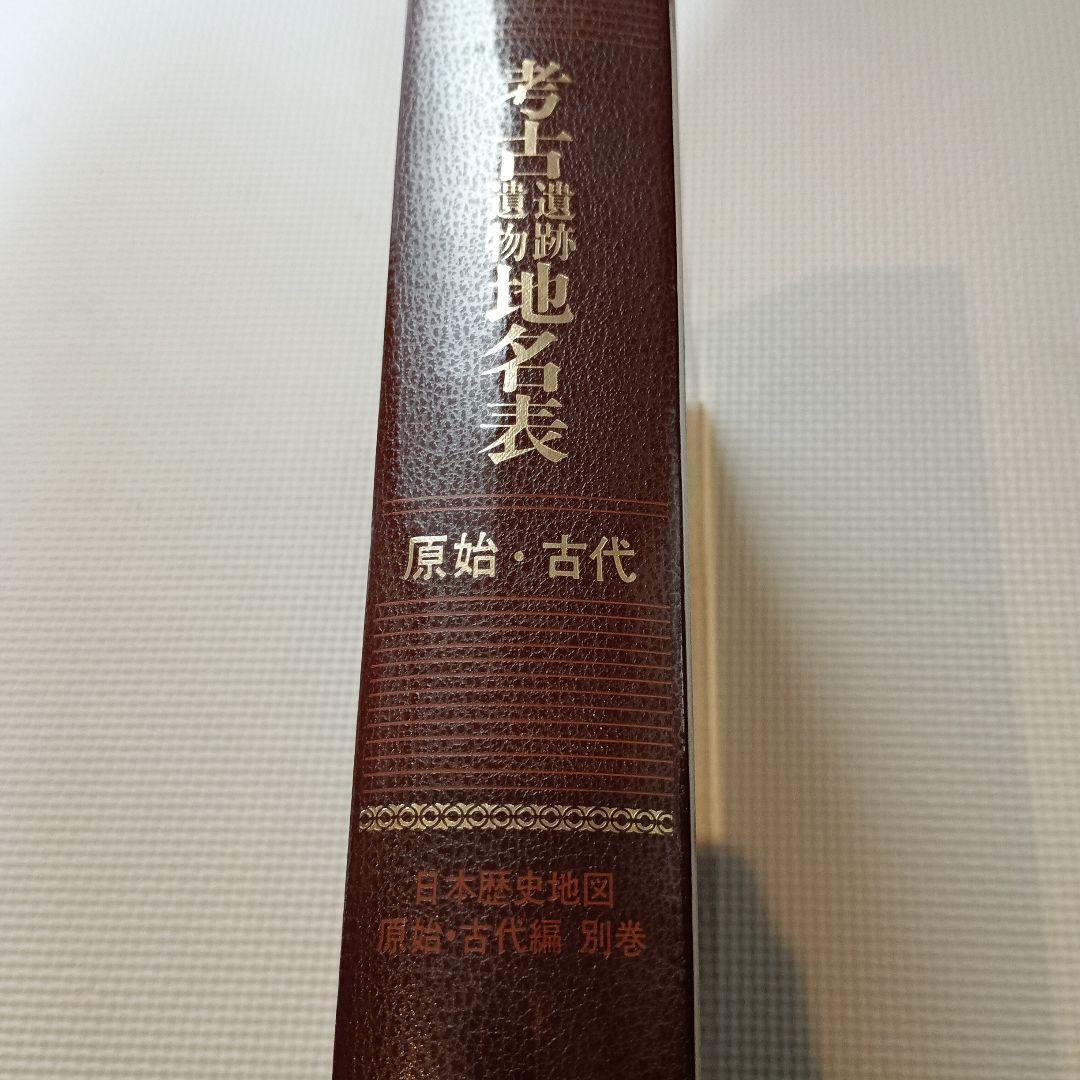 考古遺跡遺物地名表
原始・古代
日本歴史地図
原始・古代編 別巻